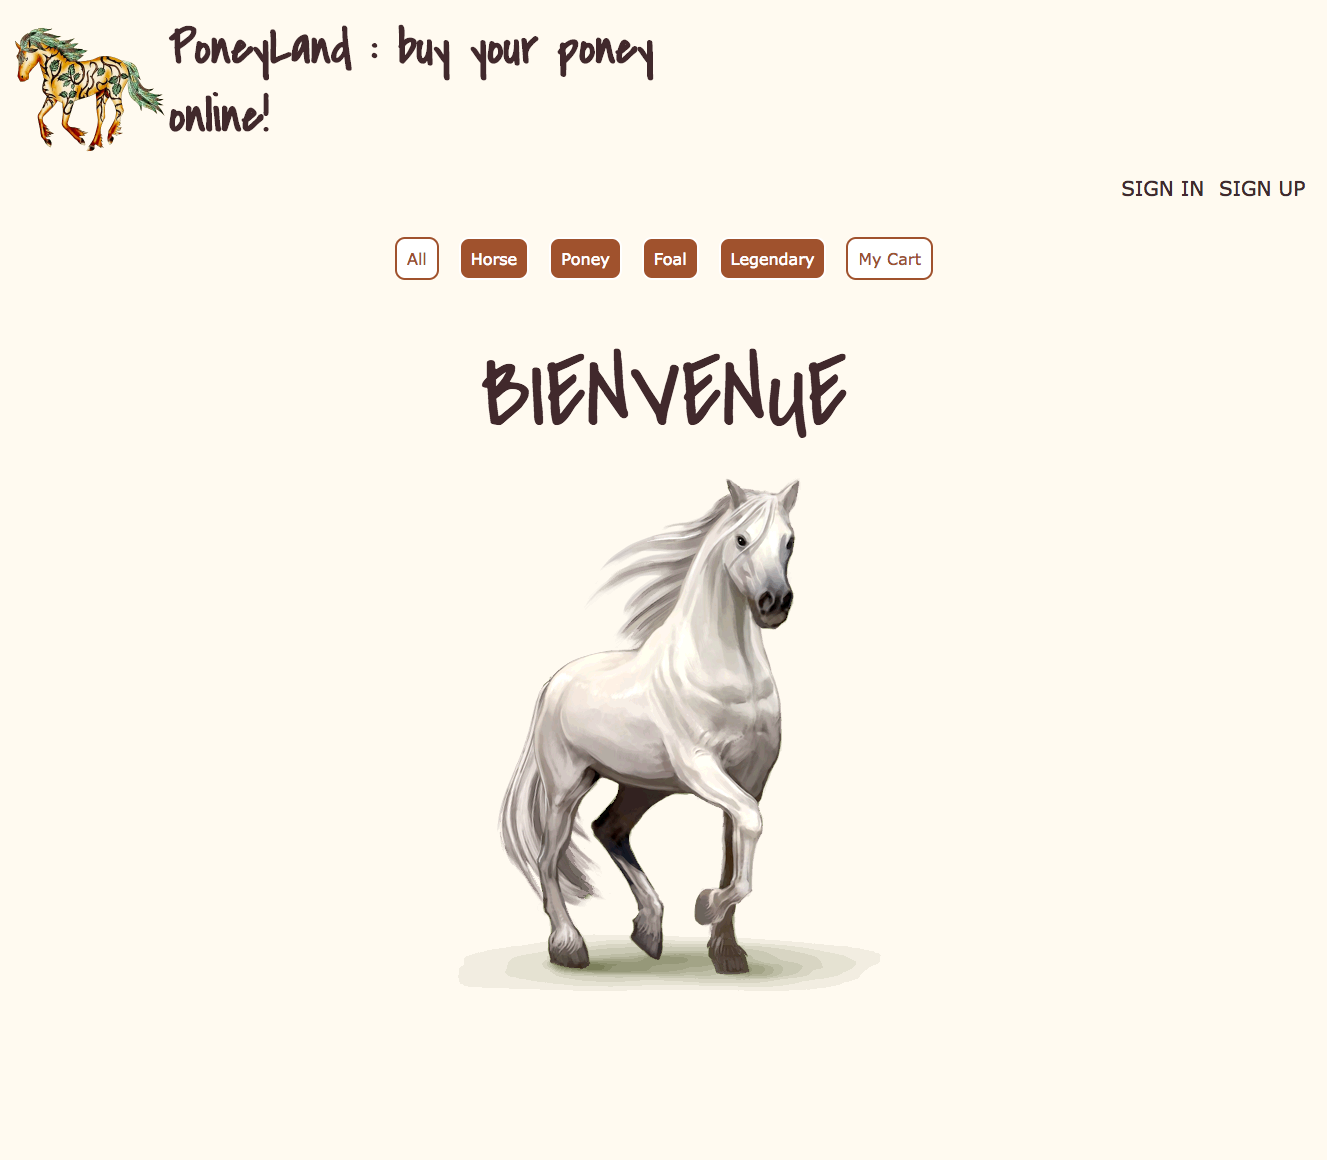 PoneyLand : buy your poney
online!
SIGN IN SIGN UP
All Horse Poney Foal Legendary My Cart
BIENVENUE